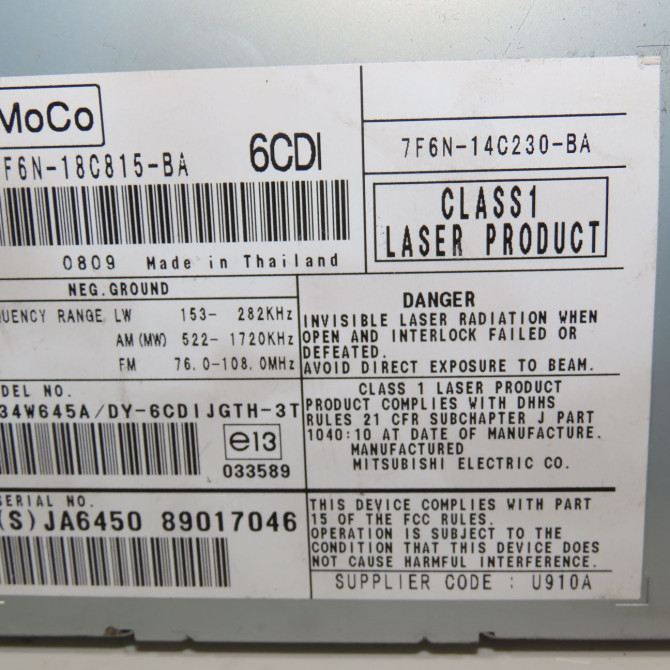 MoCo
F6N-18C815-BA 6CDI
0809 Made in Thailand
7F6N-14C230-BA
CLASS1
LASER PRODUCT
NEG.GROUND
UENCY RANGE LW 153- 282KHz
AM(MW) 522- 1720KHz
FM 76.0-108.0MHz
DEL NO.
34W645A/DY-6CDIJGTH-3T
e13
033589
SERIAL NO.
(S)JA6450 89017046
DANGER
INVISIBLE LASER RADIATION WHEN
OPEN AND INTERLOCK FAILED OR
DEFEATED.
AVOID DIRECT EXPOSURE TO BEAM.
CLASS 1 LASER PRODUCT
PRODUCT COMPLIES WITH DHHS
RULES 21 CFR SUBCHAPTER J PART
1040:10 AT DATE OF MANUFACTURE.
MANUFACTURED
MITSUBISHI ELECTRIC CO.
THIS DEVICE COMPLIES WITH PART
15 OF THE FCC RULES.
OPERATION IS SUBJECT TO THE
CONDITION THAT THIS DEVICE DOES
NOT CAUSE HARMFUL INTERFERENCE.
SUPPLIER CODE : U910A